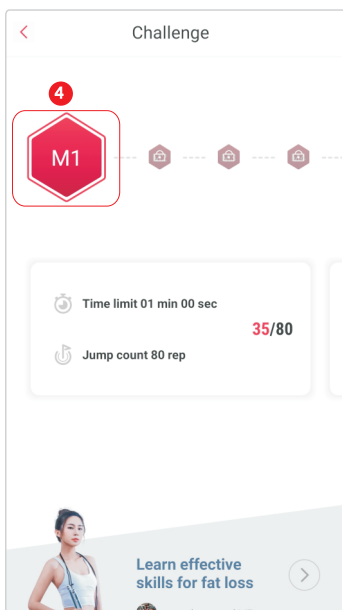 Challenge
4
M1
Time limit 01 min 00 sec
35/80
Jump count 80 rep
Learn effective
skills for fat loss